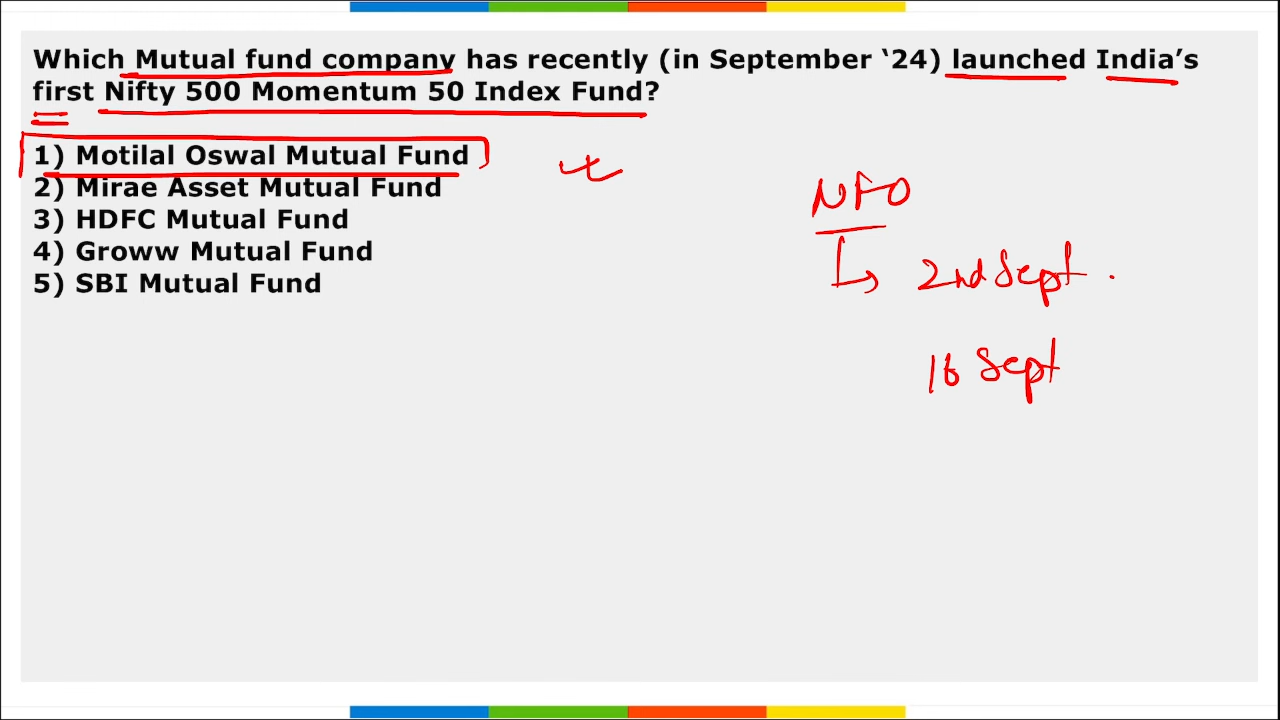 Which Mutual fund company has recently (in September ‘24) launched India’s
first Nifty 500 Momentum 50 Index Fund?
1) Motilal Oswal Mutual Fund
2) Mirae Asset Mutual Fund
3) HDFC Mutual Fund
4) Groww Mutual Fund
5) SBI Mutual Fund
NFO
2nd Sept.
16 Sept